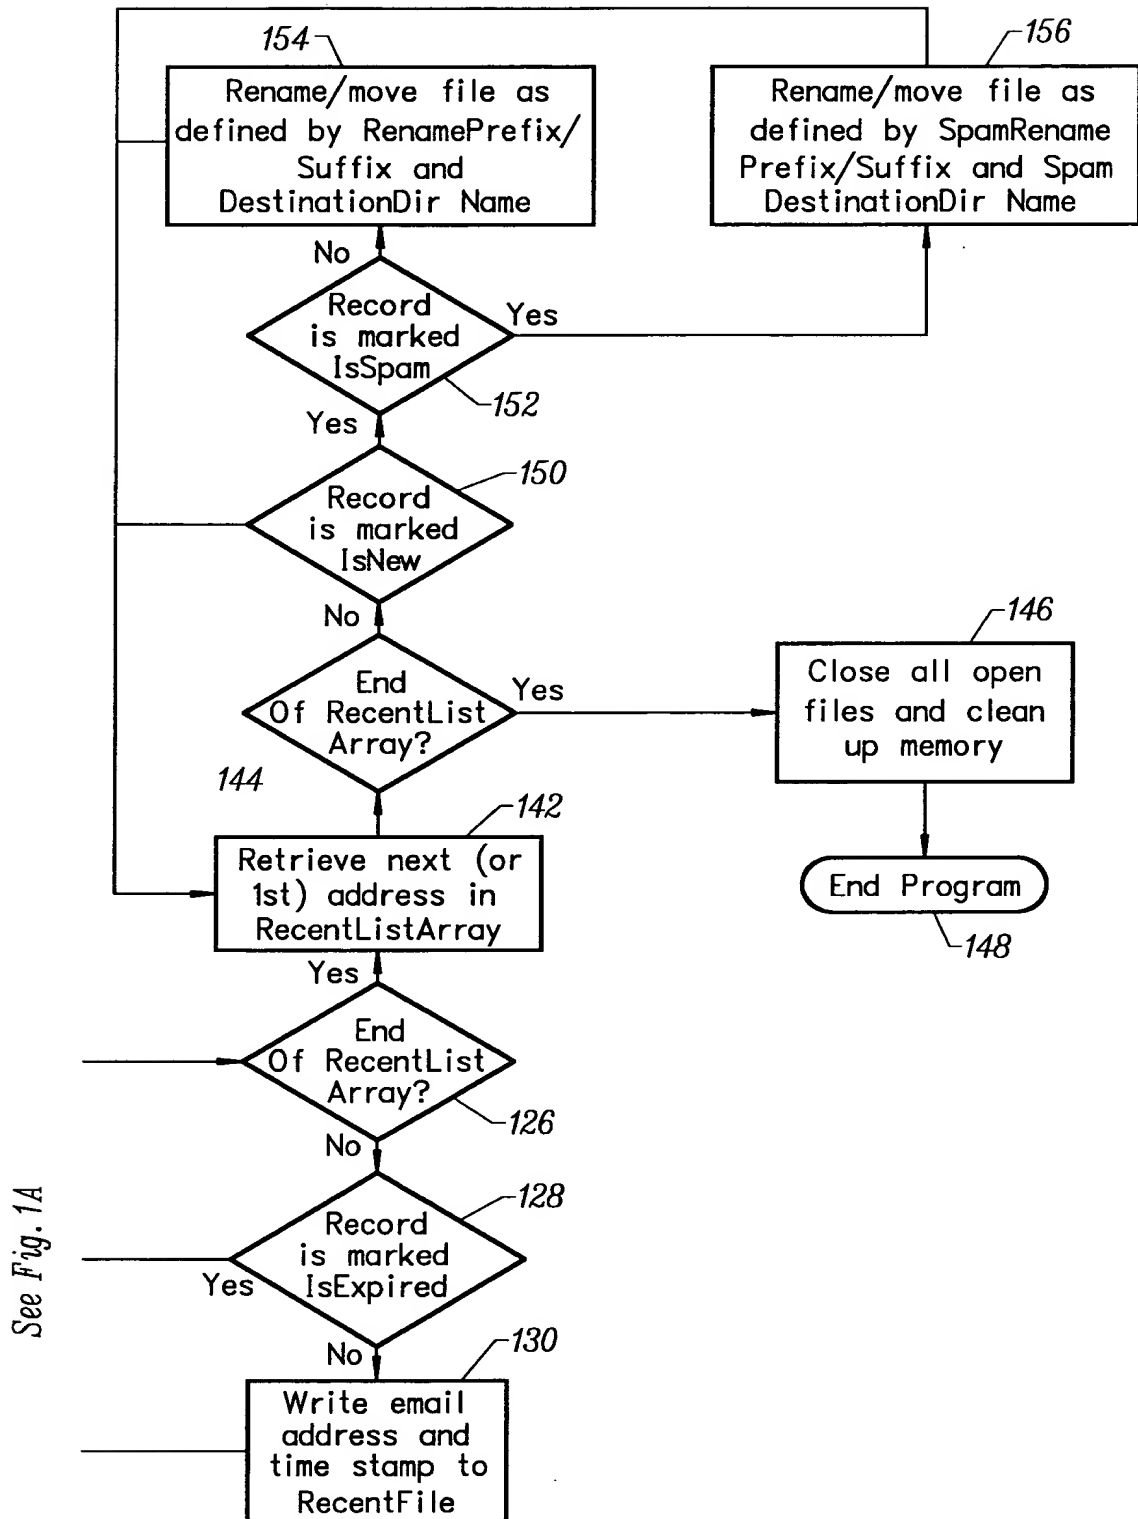 154
156
Rename/move file as
defined by RenamePrefix/
Suffix and
DestinationDir Name
Rename/move file as
defined by SpamRename
Prefix/Suffix and Spam
DestinationDir Name
No
Record
is marked
IsSpam
Yes
152
Yes
150
Record
is marked
IsNew
No
146
End
Of RecentList
Array?
Yes
Close all open
files and clean
up memory
144
142
Retrieve next (or
1st) address in
RecentListArray
End Program
148
Yes
End
Of RecentList
Array?
126
No
128
Record
is marked
IsExpired
Yes
See Fig. 1A
No
130
Write email
address and
time stamp to
RecentFile